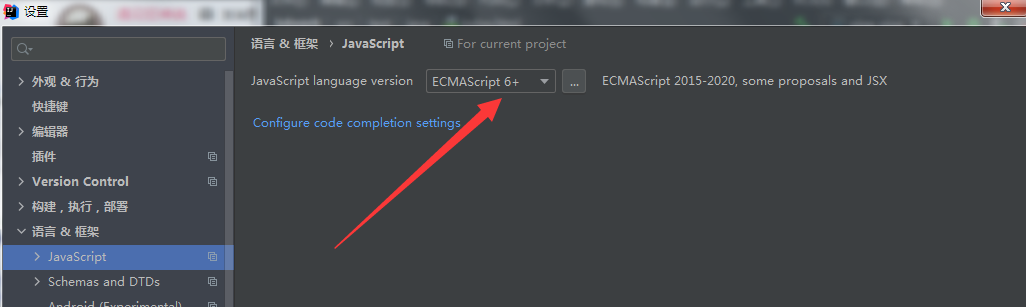 设置
语言 & 框架 › JavaScript For current project
外观 & 行为
快捷键
编辑器
插件
Version Control
构建，执行，部署
语言 & 框架
JavaScript
Schemas and DTDs
Android (Experimental)
JavaScript language version ECMAScript 6+ ... ECMAScript 2015-2020, some proposals and JSX
Configure code completion settings